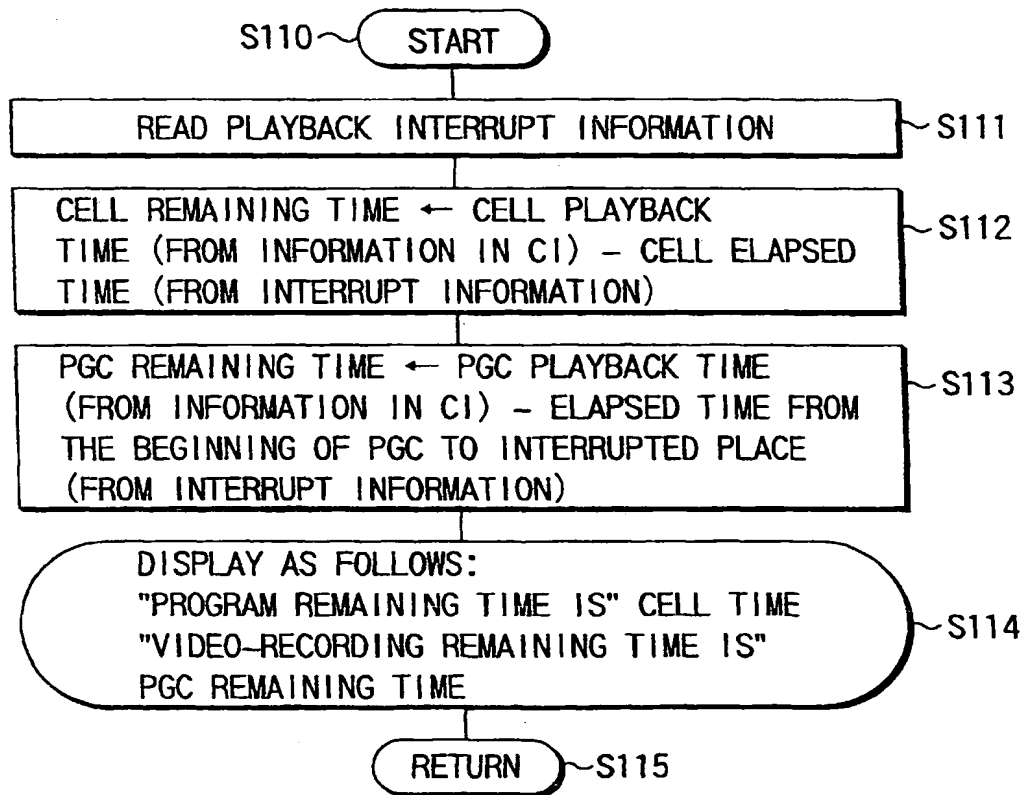 S110 START
READ PLAYBACK INTERRUPT INFORMATION S111
CELL REMAINING TIME ← CELL PLAYBACK
TIME (FROM INFORMATION IN CI) – CELL ELAPSED
TIME (FROM INTERRUPT INFORMATION)
S112
PGC REMAINING TIME ← PGC PLAYBACK TIME
(FROM INFORMATION IN CI) – ELAPSED TIME FROM
THE BEGINNING OF PGC TO INTERRUPTED PLACE
(FROM INTERRUPT INFORMATION)
S113
DISPLAY AS FOLLOWS:
"PROGRAM REMAINING TIME IS" CELL TIME
"VIDEO-RECORDING REMAINING TIME IS"
PGC REMAINING TIME
S114
RETURN S115